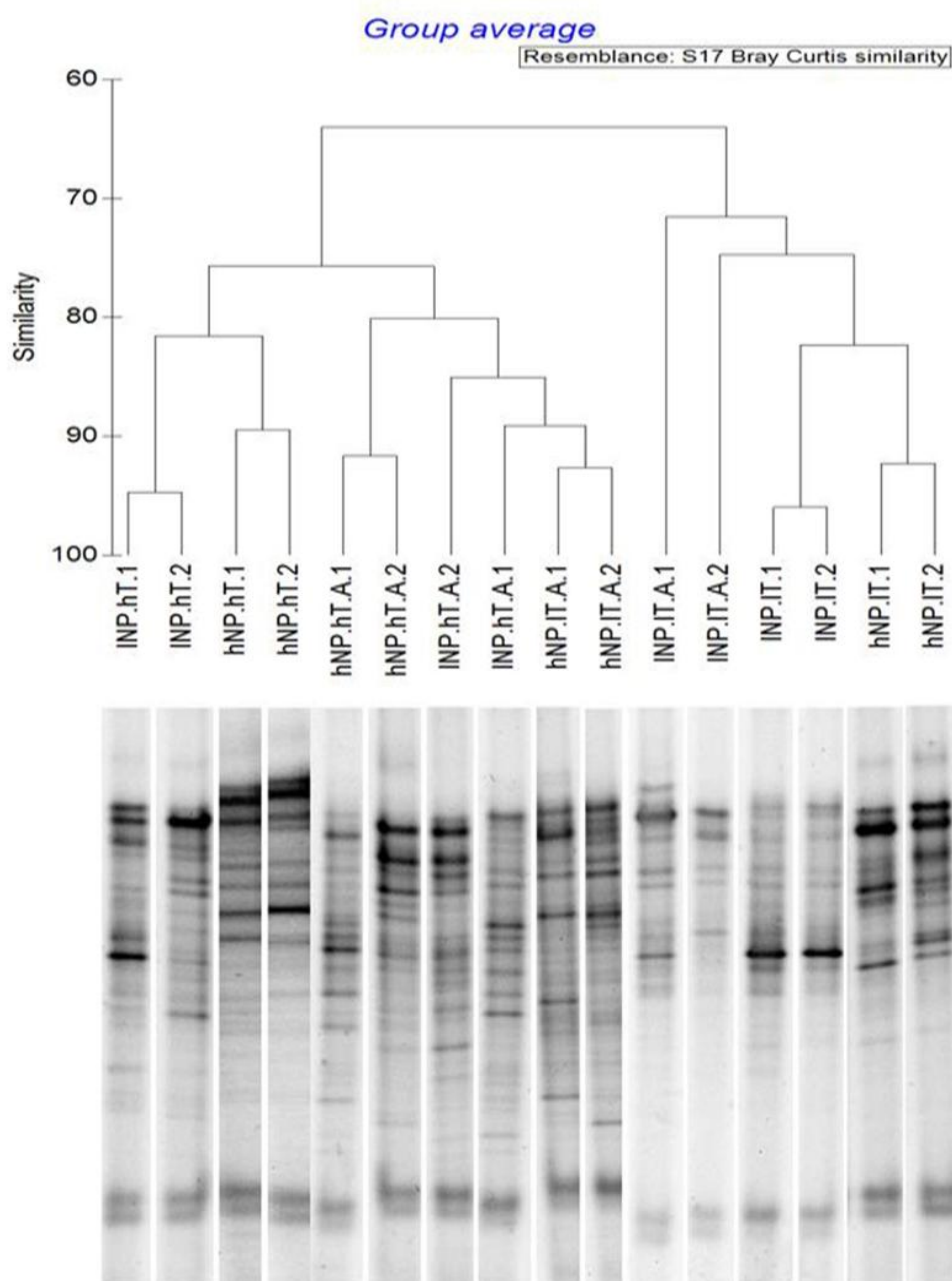 Group average
Resemblance: S17 Bray Curtis similarity
60
70
80
90
100
Similarity
lNP.hT.1
lNP.hT.2
hNP.hT.1
hNP.hT.2
hNP.hT.A.1
hNP.hT.A.2
lNP.hT.A.2
lNP.hT.A.1
hNP.lT.A.1
hNP.lT.A.2
lNP.lT.A.1
lNP.lT.A.2
lNP.lT.1
lNP.lT.2
hNP.lT.1
hNP.lT.2